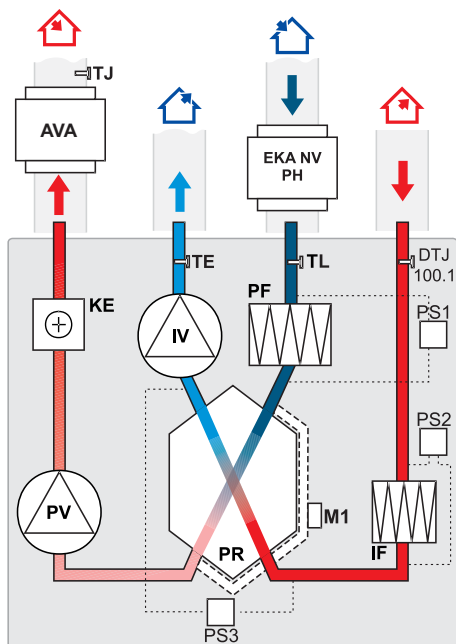 TJ
AVA
EKA NV
PH
TE
TL
DTJ
100.1
KE
PF
PS1
IV
PS2
PV
M1
PR
IF
PS3